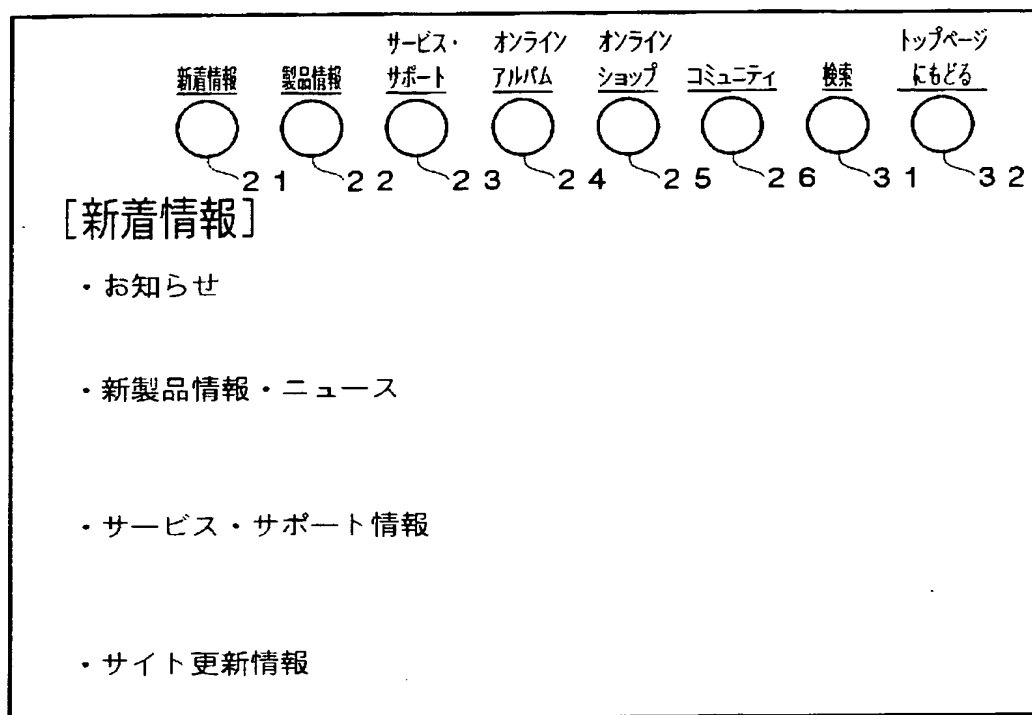 サービス・ オンライン オンライン トップページ
新着情報 製品情報 サポート アルバム ショップ コミュニティ 検索 にもどる
21 22 23 24 25 26 31 32
[新着情報]
・お知らせ
・新製品情報・ニュース
・サービス・サポート情報
・サイト更新情報